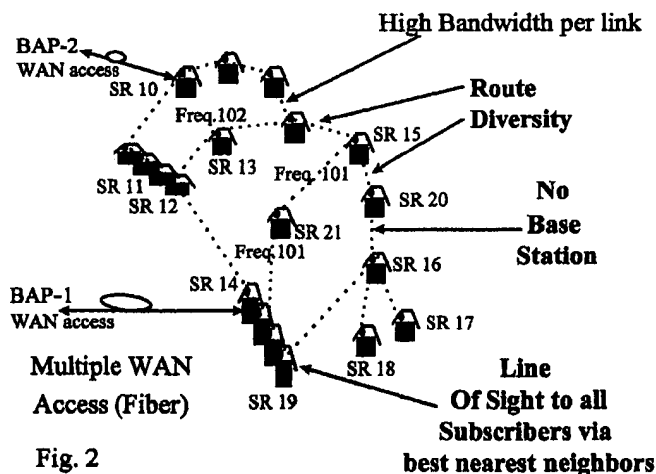 High Bandwidth per link
BAP-2
WAN access
SR 10
Route
Diversity
Freq.102
SR 13
SR 15
Freq. 101
SR 11
SR 12
SR 20
No
Base
Station
SR 21
Freq.101
SR 14
SR 16
BAP-1
WAN access
SR 17
SR 18
Multiple WAN
Access (Fiber)
SR 19
Line
Of Sight to all
Subscribers via
best nearest neighbors
Fig. 2